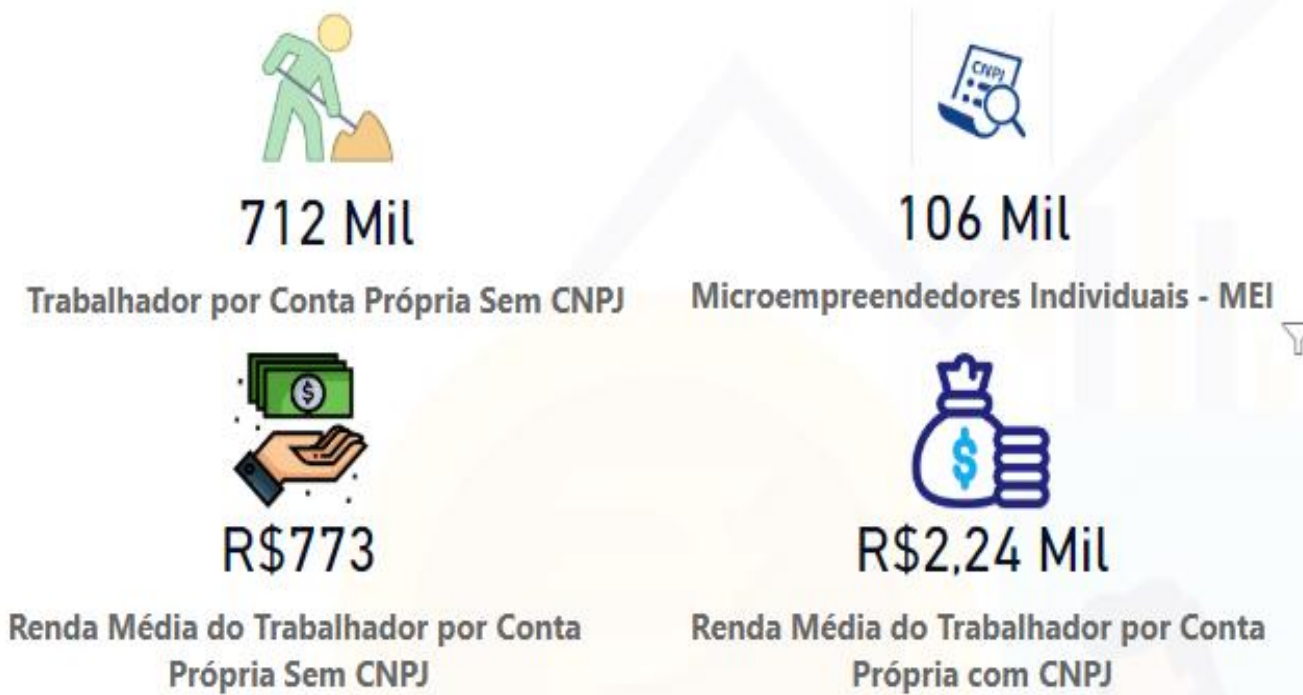 CNPJ
712 Mil
106 Mil
Trabalhador por Conta Própria Sem CNPJ
Microempreendedores Individuais - MEI
$
$
R$773
R$2,24 Mil
Renda Média do Trabalhador por Conta
Própria Sem CNPJ
Renda Média do Trabalhador por Conta
Própria com CNPJ